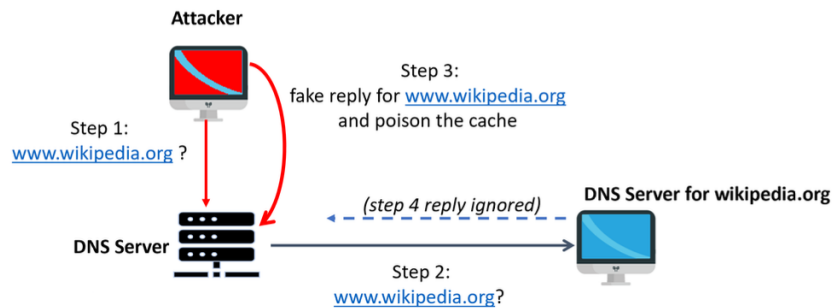 Attacker
Step 3:
fake reply for www.wikipedia.org
and poison the cache
Step 1:
www.wikipedia.org ?
(step 4 reply ignored)
DNS Server for wikipedia.org
DNS Server
Step 2:
www.wikipedia.org?